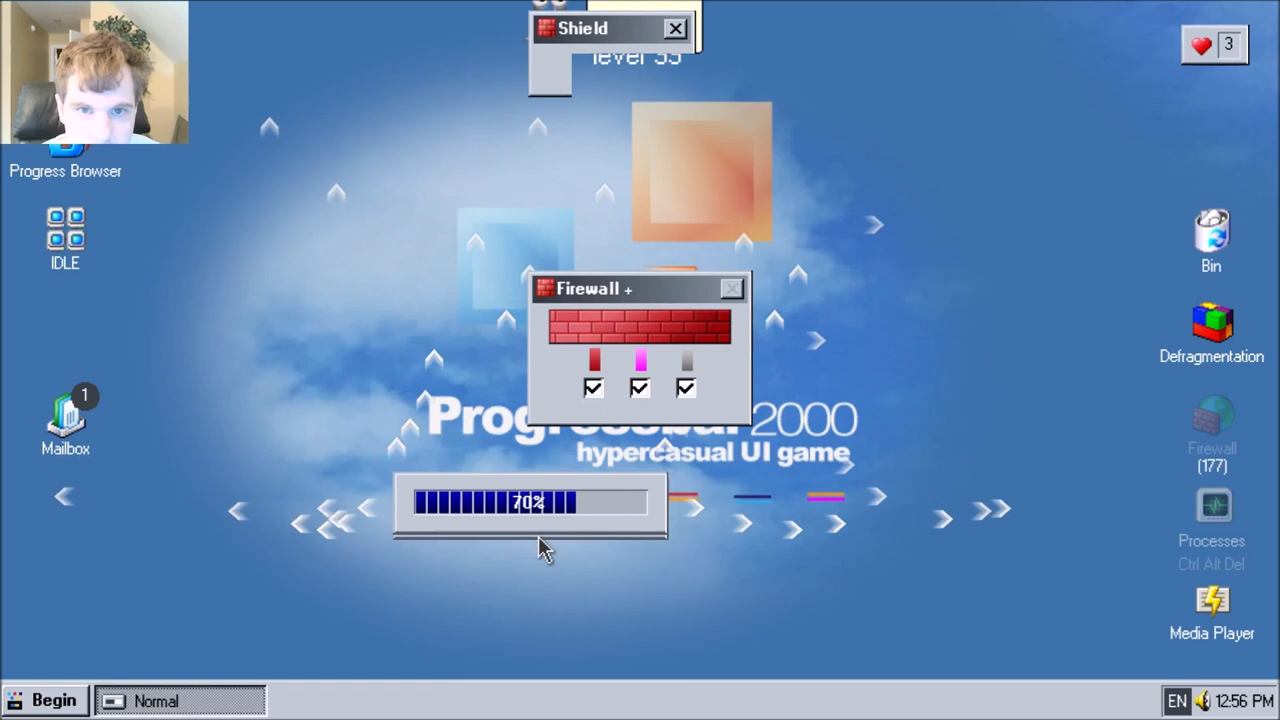 Shield
level 55
3
Progress Browser
IDLE
Bin
Firewall +
Defragmentation
1
Mailbox
Progressbar 2000
hypercasual UI game
Firewall
(177)
70%
Processes
Ctrl Alt Del
Media Player
Begin
Normal
EN
12:56 PM